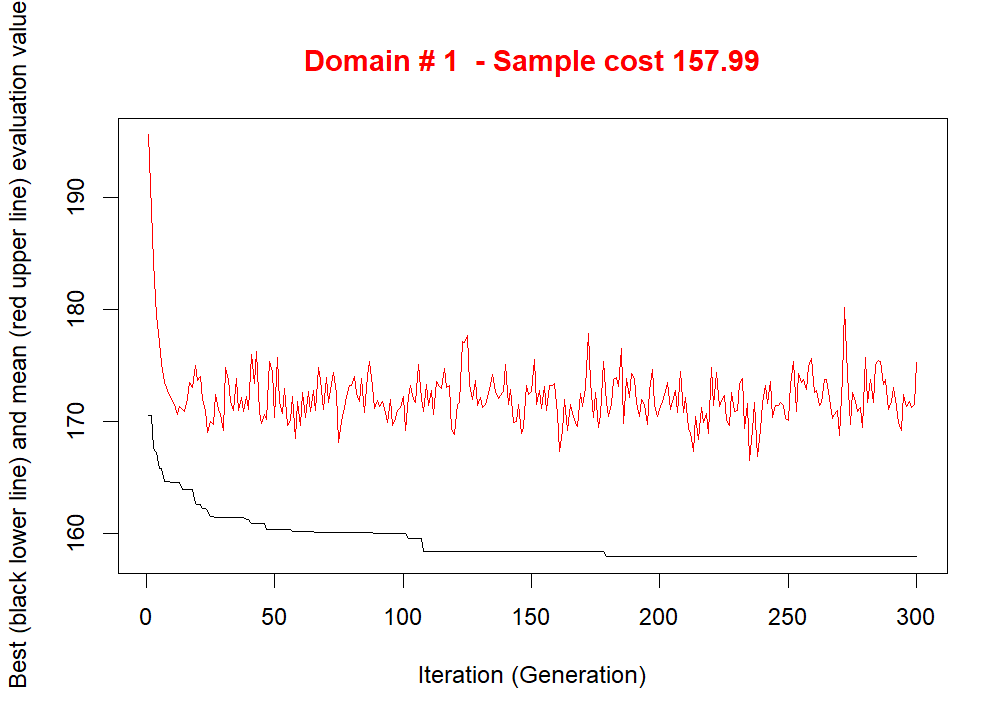 Domain # 1 - Sample cost 157.99
Best (black lower line) and mean (red upper line) evaluation value
190
180
170
160
0 50 100 150 200 250 300
Iteration (Generation)